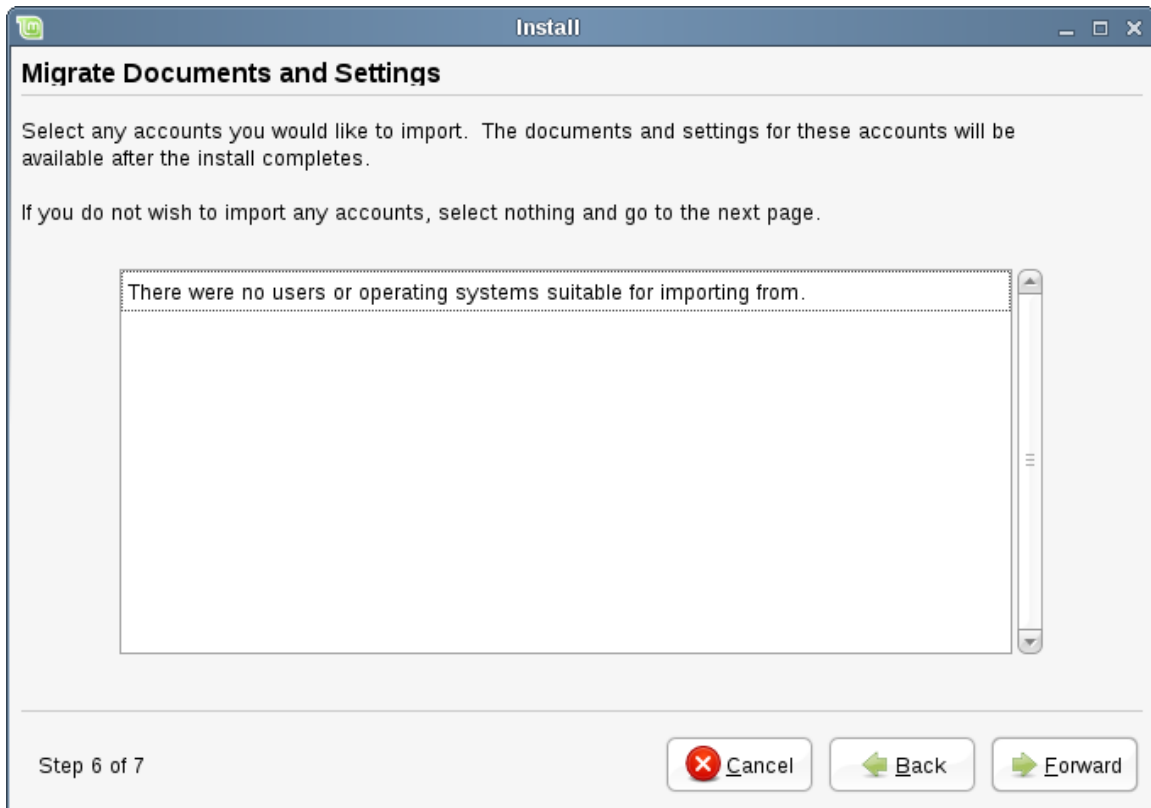 Install
Migrate Documents and Settings
Select any accounts you would like to import.  The documents and settings for these accounts will be
available after the install completes.
If you do not wish to import any accounts, select nothing and go to the next page.
There were no users or operating systems suitable for importing from.
Step 6 of 7
Cancel
Back
Forward